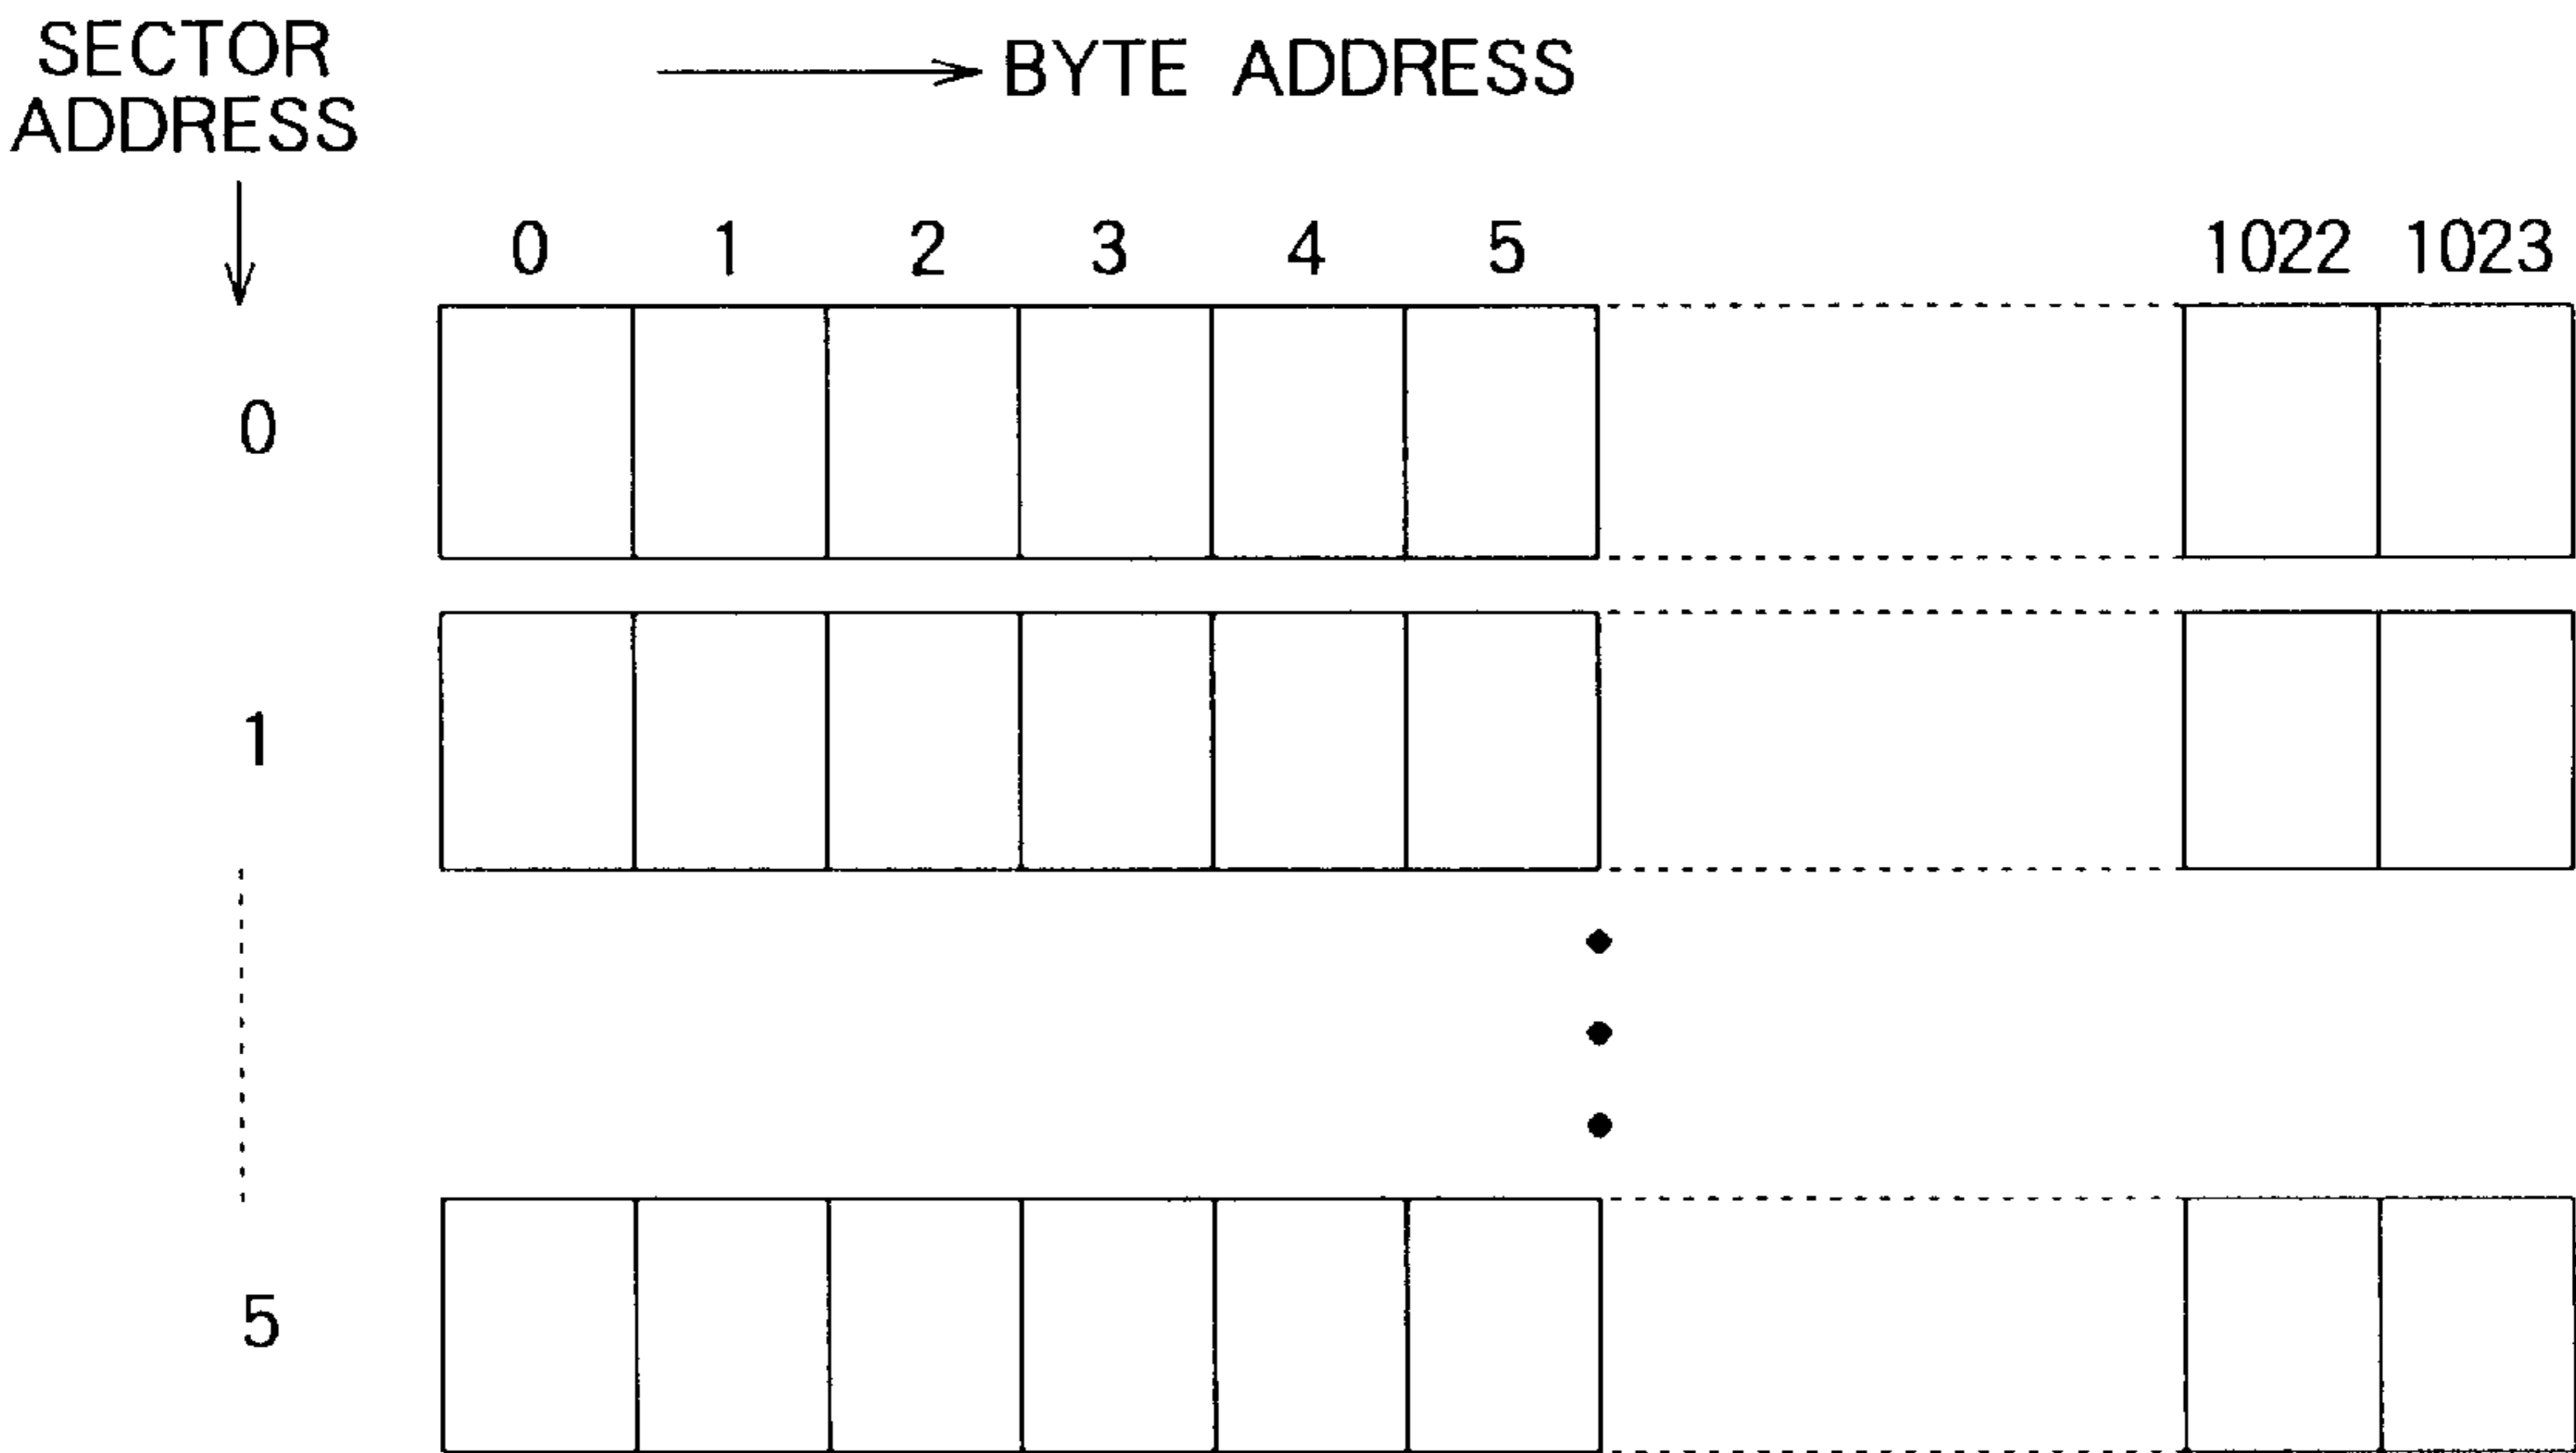 SECTOR
ADDRESS
BYTE ADDRESS
0 1 2 3 4 5 1022 1023
0
1
5